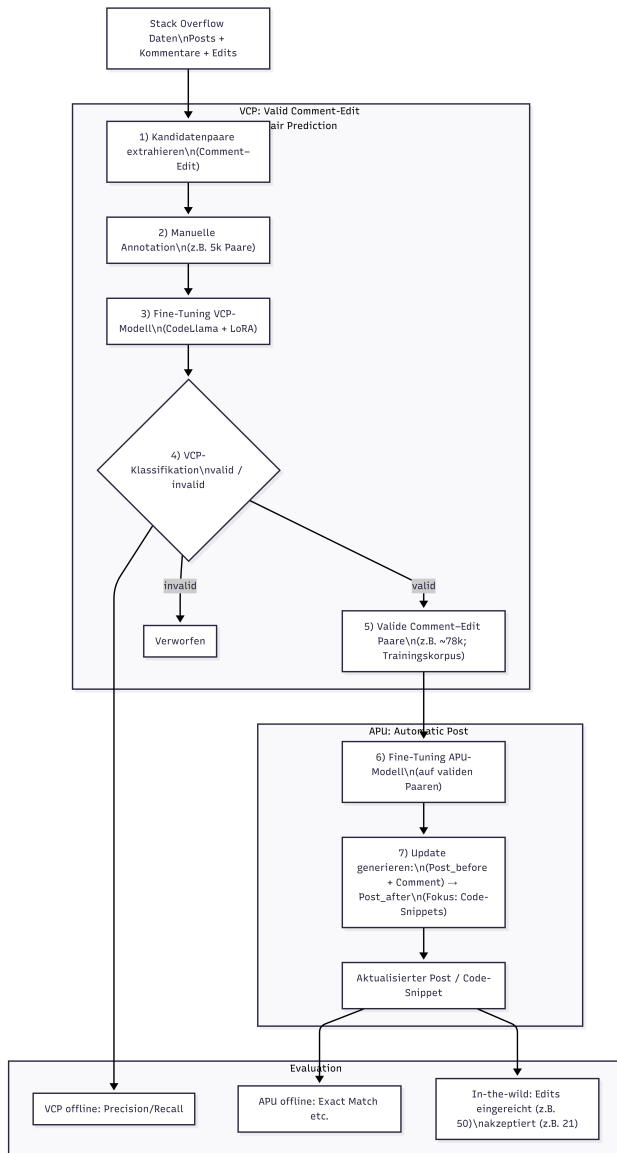 Stack Overflow
Daten\nPosts +
Kommentare + Edits
VCP: Valid Comment-Edit
air Prediction
1) Kandidatenpaare
extrahieren\n(Comment–
Edit)
2) Manuelle
Annotation\n(z.B. 5k Paare)
3) Fine-Tuning VCP-
Modell\n(CodeLlama + LoRA)
4) VCP-
Klassifikation\nvalid /
invalid
invalid
valid
Verworfen
5) Valide Comment–Edit
Paare\n(z.B. ~78k;
Trainingskorpus)
APU: Automatic Post
6) Fine-Tuning APU-
Modell\n(auf validen
Paaren)
7) Update
generieren:\n(Post_before
+ Comment) →
Post_after\n(Fokus: Code-
Snippets)
Aktualisierter Post / Code-
Snippet
Evaluation
VCP offline: Precision/Recall
APU offline: Exact Match
etc.
In-the-wild: Edits
eingereicht (z.B.
50)\nakzeptiert (z.B. 21)